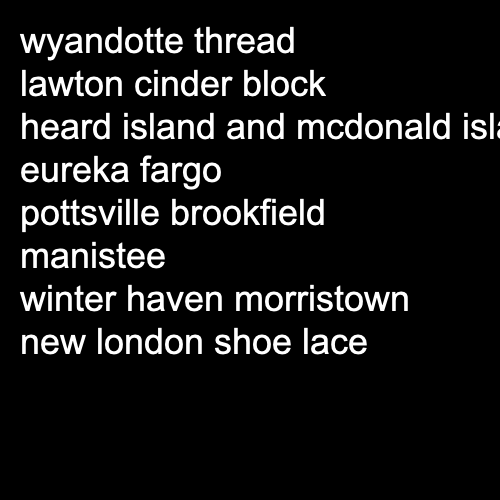 wyandotte thread
lawton cinder block
heard island and mcdonald isla
eureka fargo
pottsville brookfield
manistee
winter haven morristown
new london shoe lace